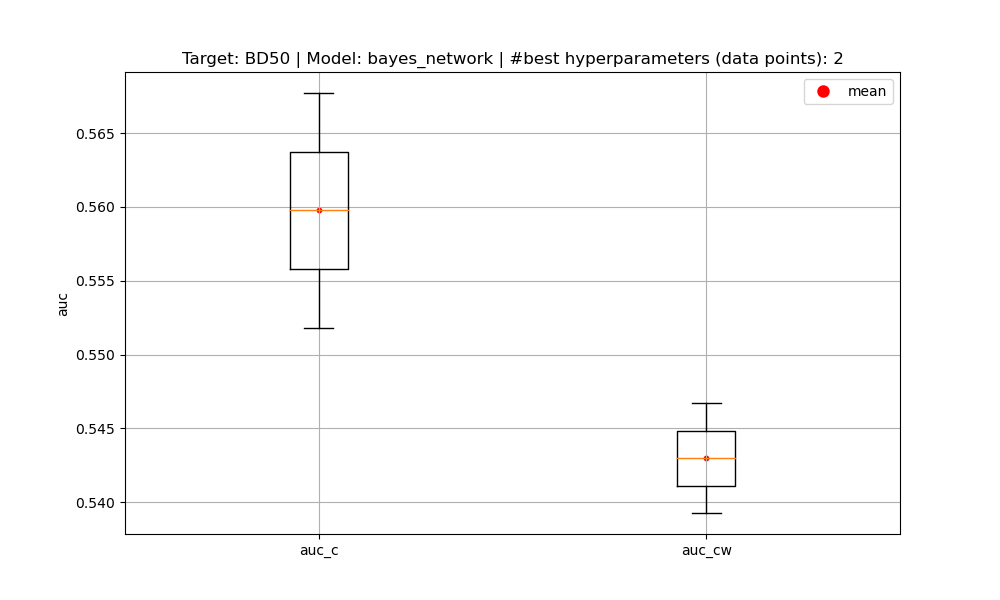 Target: BD50 | Model: bayes_network | #best hyperparameters (data points): 2
mean
0.565
0.560
0.555
0.550
0.545
0.540
auc
auc_c
auc_cw